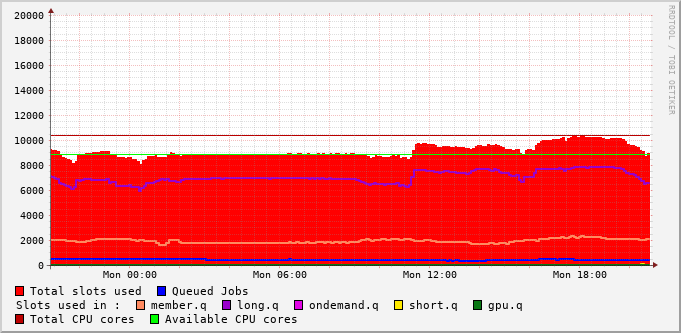 20000
18000
16000
14000
12000
10000
8000
6000
4000
2000
0
Mon 00:00 Mon 06:00 Mon 12:00 Mon 18:00
Total slots used Queued Jobs
Slots used in : member.q long.q ondemand.q short.q gpu.q
Total CPU cores Available CPU cores
RRDTOOL / TOBI OETIKER